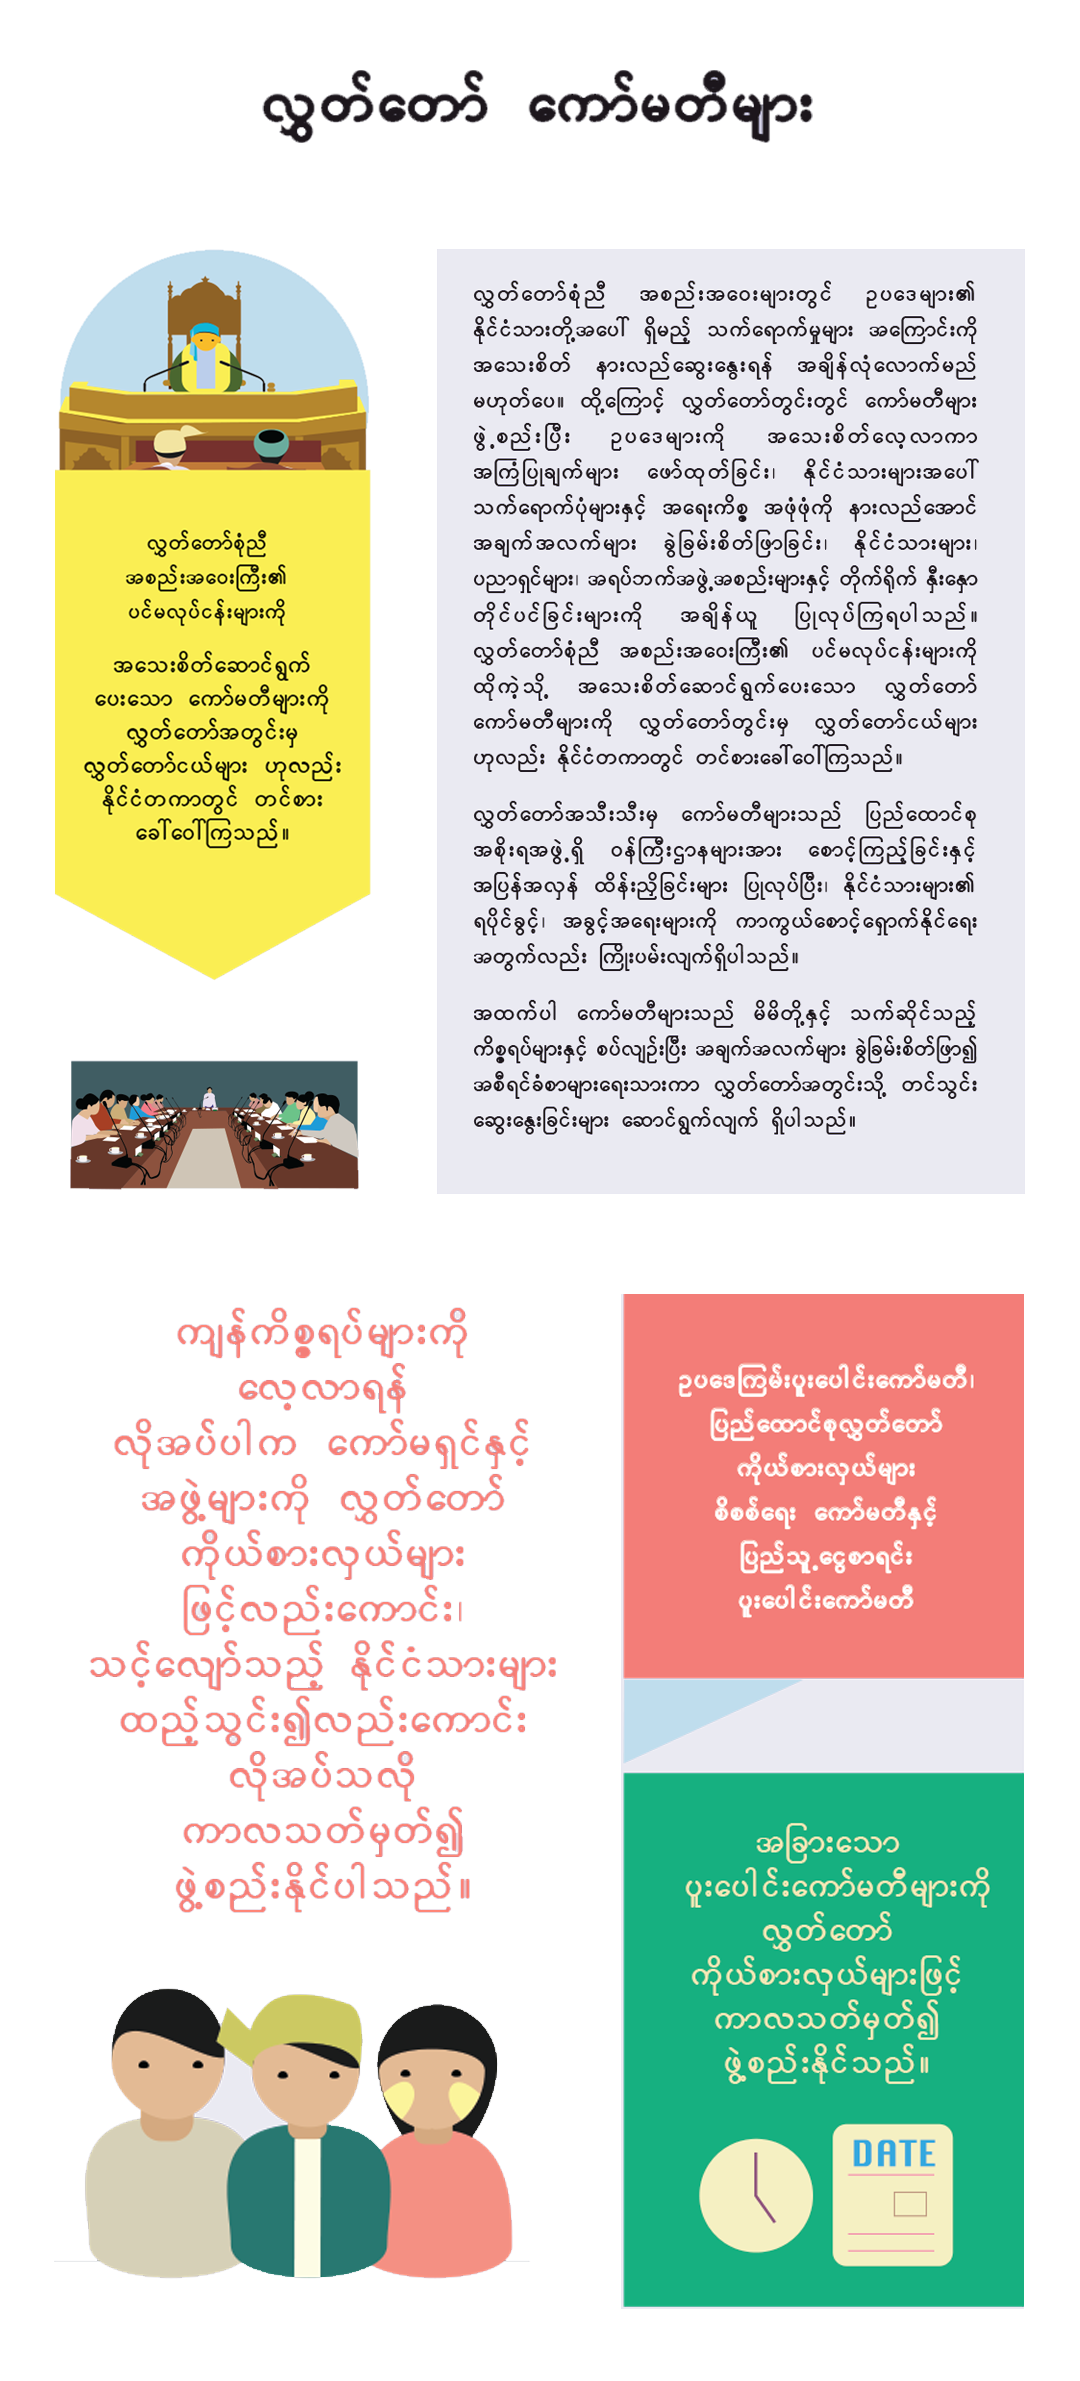 လွှတ်တော် ကော်မတီများ
လွှတ်တော်စုံညီ
အစည်းအဝေးကြီး၏
ပင်မလုပ်ငန်းများကို
အသေးစိတ်ဆောင်ရွက်
ပေးသော ကော်မတီများကို
လွှတ်တော်အတွင်းမှ
လွှတ်တော်ငယ်များ ဟုလည်း
နိုင်ငံတကာတွင် တင်စား
ခေါ်ဝေါ်ကြသည်။
လွှတ်တော်စုံညီ အစည်းအဝေးများတွင် ဥပဒေများ၏
နိုင်ငံသားတို့အပေါ် ရှိမည့် သက်ရောက်မှုများ အကြောင်းကို
အသေးစိတ် နားလည်ဆွေးနွေးရန် အချိန်လုံလောက်မည်
မဟုတ်ပေ။ ထို့ကြောင့် လွှတ်တော်တွင်းတွင် ကော်မတီများ
ဖွဲ့စည်းပြီး ဥပဒေများကို အသေးစိတ်လေ့လာကာ
အကြံပြုချက်များ ဖော်ထုတ်ခြင်း၊ နိုင်ငံသားများအပေါ်
သက်ရောက်ပုံများနှင့် အရေးကိစ္စ အဖုံဖုံကို နားလည်အောင်
အချက်အလက်များ ခွဲခြမ်းစိတ်ဖြာခြင်း၊ နိုင်ငံသားများ၊
ပညာရှင်များ၊ အရပ်ဘက်အဖွဲ့အစည်းများနှင့် တိုက်ရိုက် နှီးနှော
တိုင်ပင်ခြင်းများကို အချိန်ယူ ပြုလုပ်ကြရပါသည်။
လွှတ်တော်စုံညီ အစည်းအဝေးကြီး၏ ပင်မလုပ်ငန်းများကို
ထိုကဲ့သို့ အသေးစိတ်ဆောင်ရွက်ပေးသော လွှတ်တော်
ကော်မတီများကို လွှတ်တော်တွင်းမှ လွှတ်တော်ငယ်များ
ဟုလည်း နိုင်ငံတကာတွင် တင်စားခေါ်ဝေါ်ကြသည်။
လွှတ်တော်အသီးသီးမှ ကော်မတီများသည် ပြည်ထောင်စု
အစိုးရအဖွဲ့ရှိ ဝန်ကြီးဌာနများအား စောင့်ကြည့်ခြင်းနှင့်
အပြန်အလှန် ထိန်းညှိခြင်းများ ပြုလုပ်ပြီး၊ နိုင်ငံသားများ၏
ရပိုင်ခွင့်၊ အခွင့်အရေးများကို ကာကွယ်စောင့်ရှောက်နိုင်ရေး
အတွက်လည်း ကြိုးပမ်းလျက်ရှိပါသည်။
အထက်ပါ ကော်မတီများသည် မိမိတို့နှင့် သက်ဆိုင်သည့်
ကိစ္စရပ်များနှင့် စပ်လျဉ်းပြီး အချက်အလက်များ ခွဲခြမ်းစိတ်ဖြာ၍
အစီရင်ခံစာများရေးသားကာ လွှတ်တော်အတွင်းသို့ တင်သွင်း
ဆွေးနွေးခြင်းများ ဆောင်ရွက်လျက် ရှိပါသည်။
ကျန်ကိစ္စရပ်များကို
လေ့လာရန်
လိုအပ်ပါက ကော်မရှင်နှင့်
အဖွဲ့များကို လွှတ်တော်
ကိုယ်စားလှယ်များ
ဖြင့်လည်းကောင်း၊
သင့်လျော်သည့် နိုင်ငံသားများ
ထည့်သွင်း၍လည်းကောင်း
လိုအပ်သလို
ကာလသတ်မှတ်၍
ဖွဲ့စည်းနိုင်ပါသည်။
ဥပဒေကြမ်းပူးပေါင်းကော်မတီ၊
ပြည်ထောင်စုလွှတ်တော်
ကိုယ်စားလှယ်များ
စိစစ်ရေး ကော်မတီနှင့်
ပြည်သူ့ငွေစာရင်း
ပူးပေါင်းကော်မတီ
အခြားသော
ပူးပေါင်းကော်မတီများကို
လွှတ်တော်
ကိုယ်စားလှယ်များဖြင့်
ကာလသတ်မှတ်၍
ဖွဲ့စည်းနိုင်သည်။
DATE